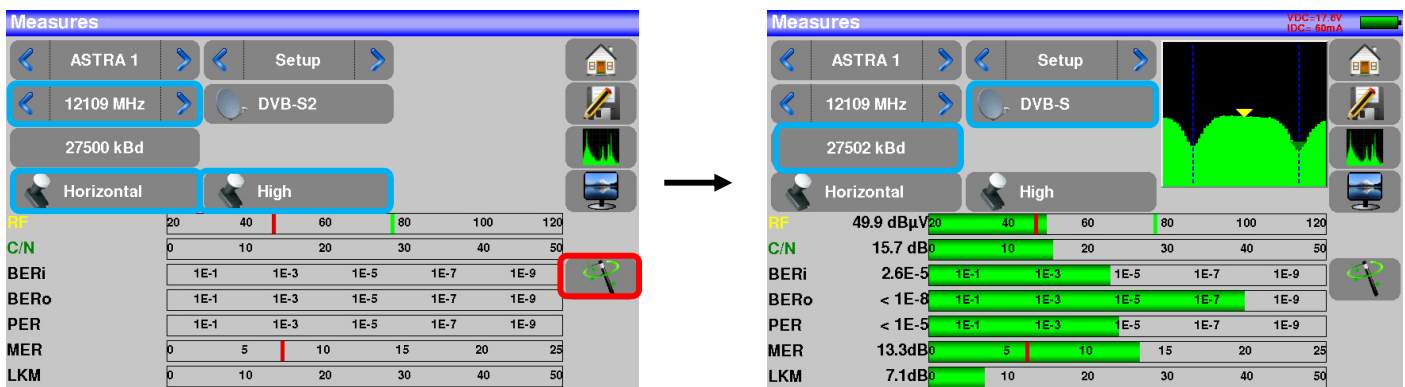 Measures
ASTRA 1 Setup
12109 MHz DVB-S2
27500 kBd
Horizontal High
RF 20 40 60 80 100 120
C/N 0 10 20 30 40 50
BERi 1E-1 1E-3 1E-5 1E-7 1E-9
BERo 1E-1 1E-3 1E-5 1E-7 1E-9
PER 1E-1 1E-3 1E-5 1E-7 1E-9
MER 0 5 10 15 20 25
LKM 0 10 20 30 40 50
Measures VDC=17.8V
IDC= 60mA
ASTRA 1 Setup
12109 MHz DVB-S
27502 kBd
Horizontal High
RF 49.9 dBµV 20 40 60 80 100 120
C/N 15.7 dB 0 10 20 30 40 50
BERi 2.6E-5 1E-1 1E-3 1E-5 1E-7 1E-9
BERo < 1E-8 1E-1 1E-3 1E-5 1E-7 1E-9
PER < 1E-5 1E-1 1E-3 1E-5 1E-7 1E-9
MER 13.3dB 0 5 10 15 20 25
LKM 7.1dB 0 10 20 30 40 50